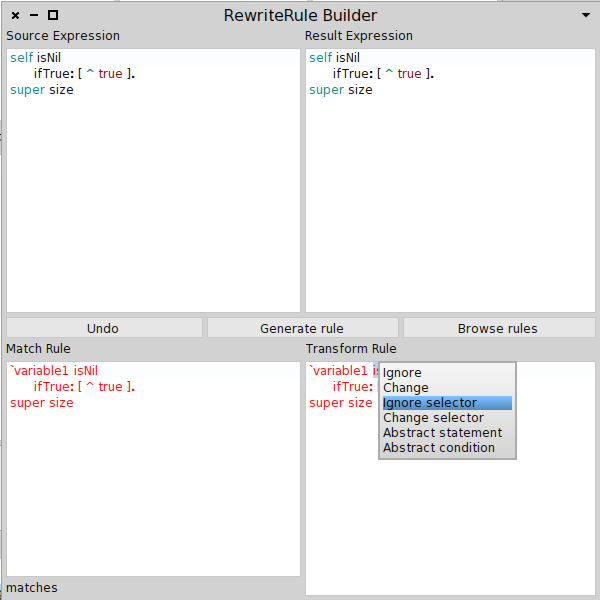 RewriteRule Builder
Source Expression
self isNil
ifTrue: [ ^ true ].
super size
Result Expression
self isNil
ifTrue: [ ^ true ].
super size
Undo
Generate rule
Browse rules
Match Rule
`variable1 isNil
ifTrue: [ ^ true ].
super size
matches
Transform Rule
`variable1
ifTrue:
super size
Ignore
Change
Ignore selector
Change selector
Abstract statement
Abstract condition